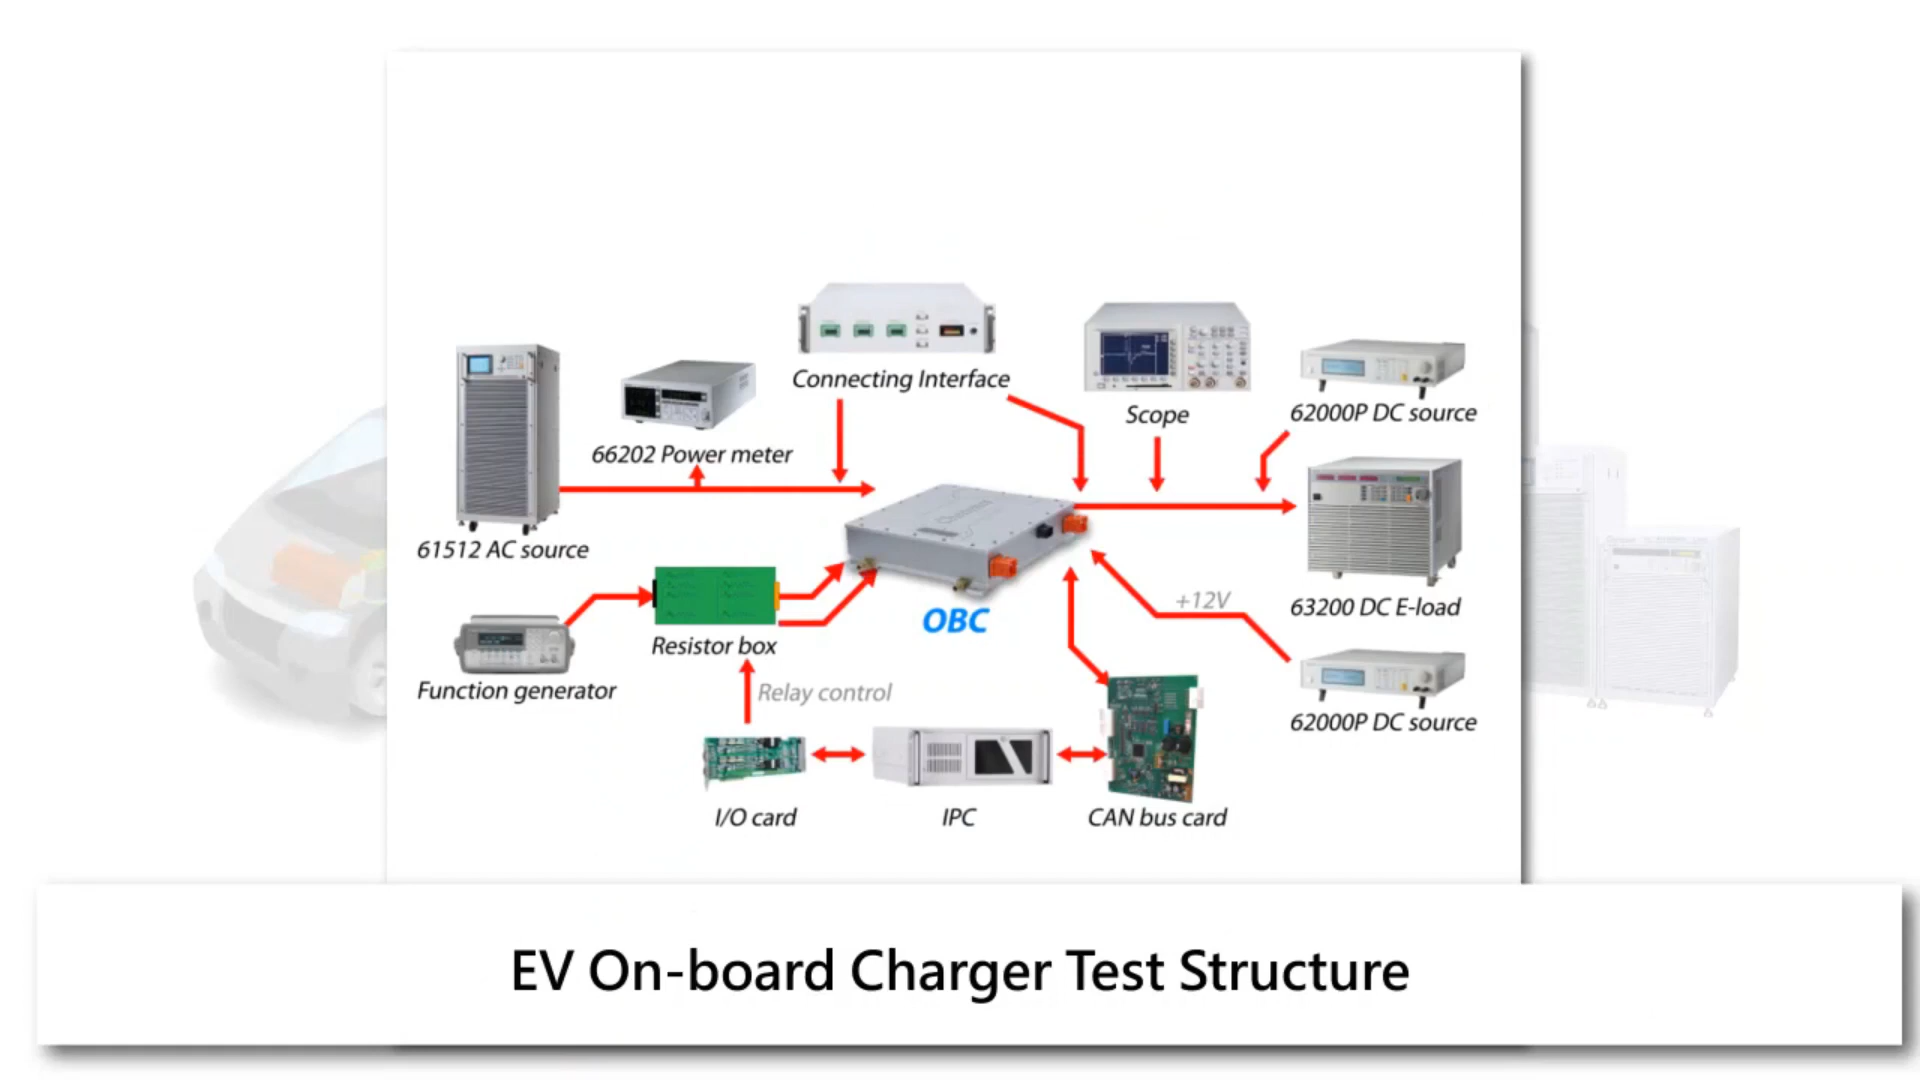 Connecting Interface
Scope
62000P DC source
66202 Power meter
61512 AC source
+12V
63200 DC E-load
OBC
Resistor box
Function generator
Relay control
62000P DC source
I/O card
IPC
CAN bus card
EV On-board Charger Test Structure